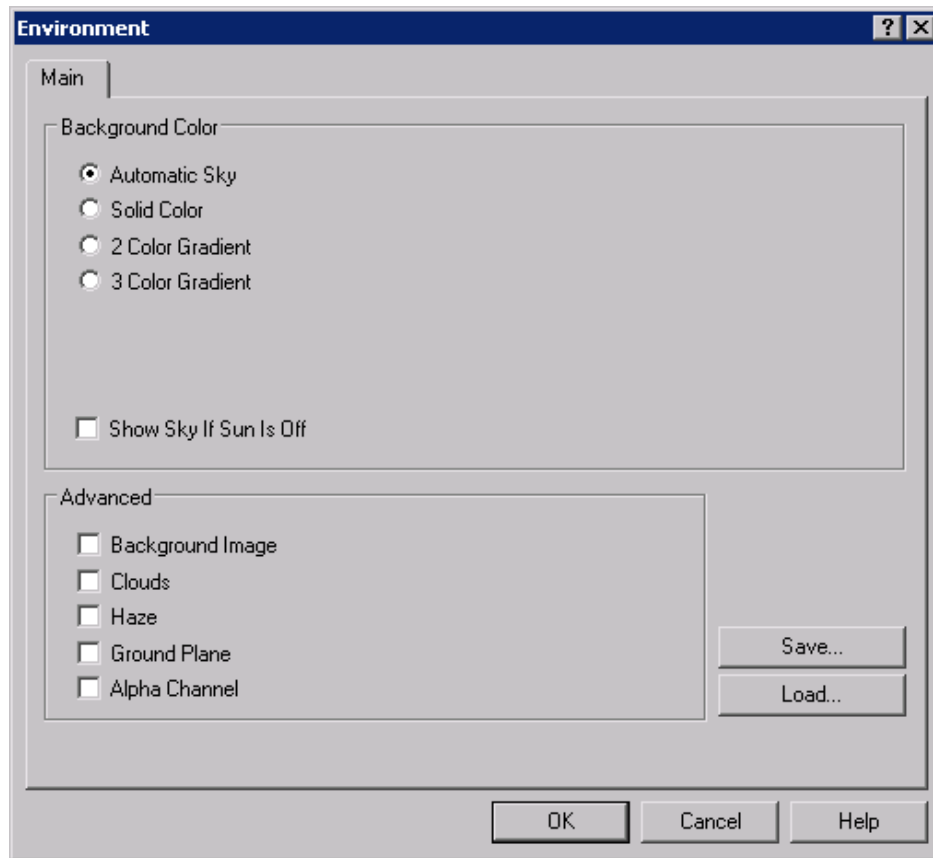 Environment
Main
Background Color
Automatic Sky
Solid Color
2 Color Gradient
3 Color Gradient
Show Sky If Sun Is Off
Advanced
Background Image
Clouds
Haze
Ground Plane
Alpha Channel
Save...
Load...
OK
Cancel
Help